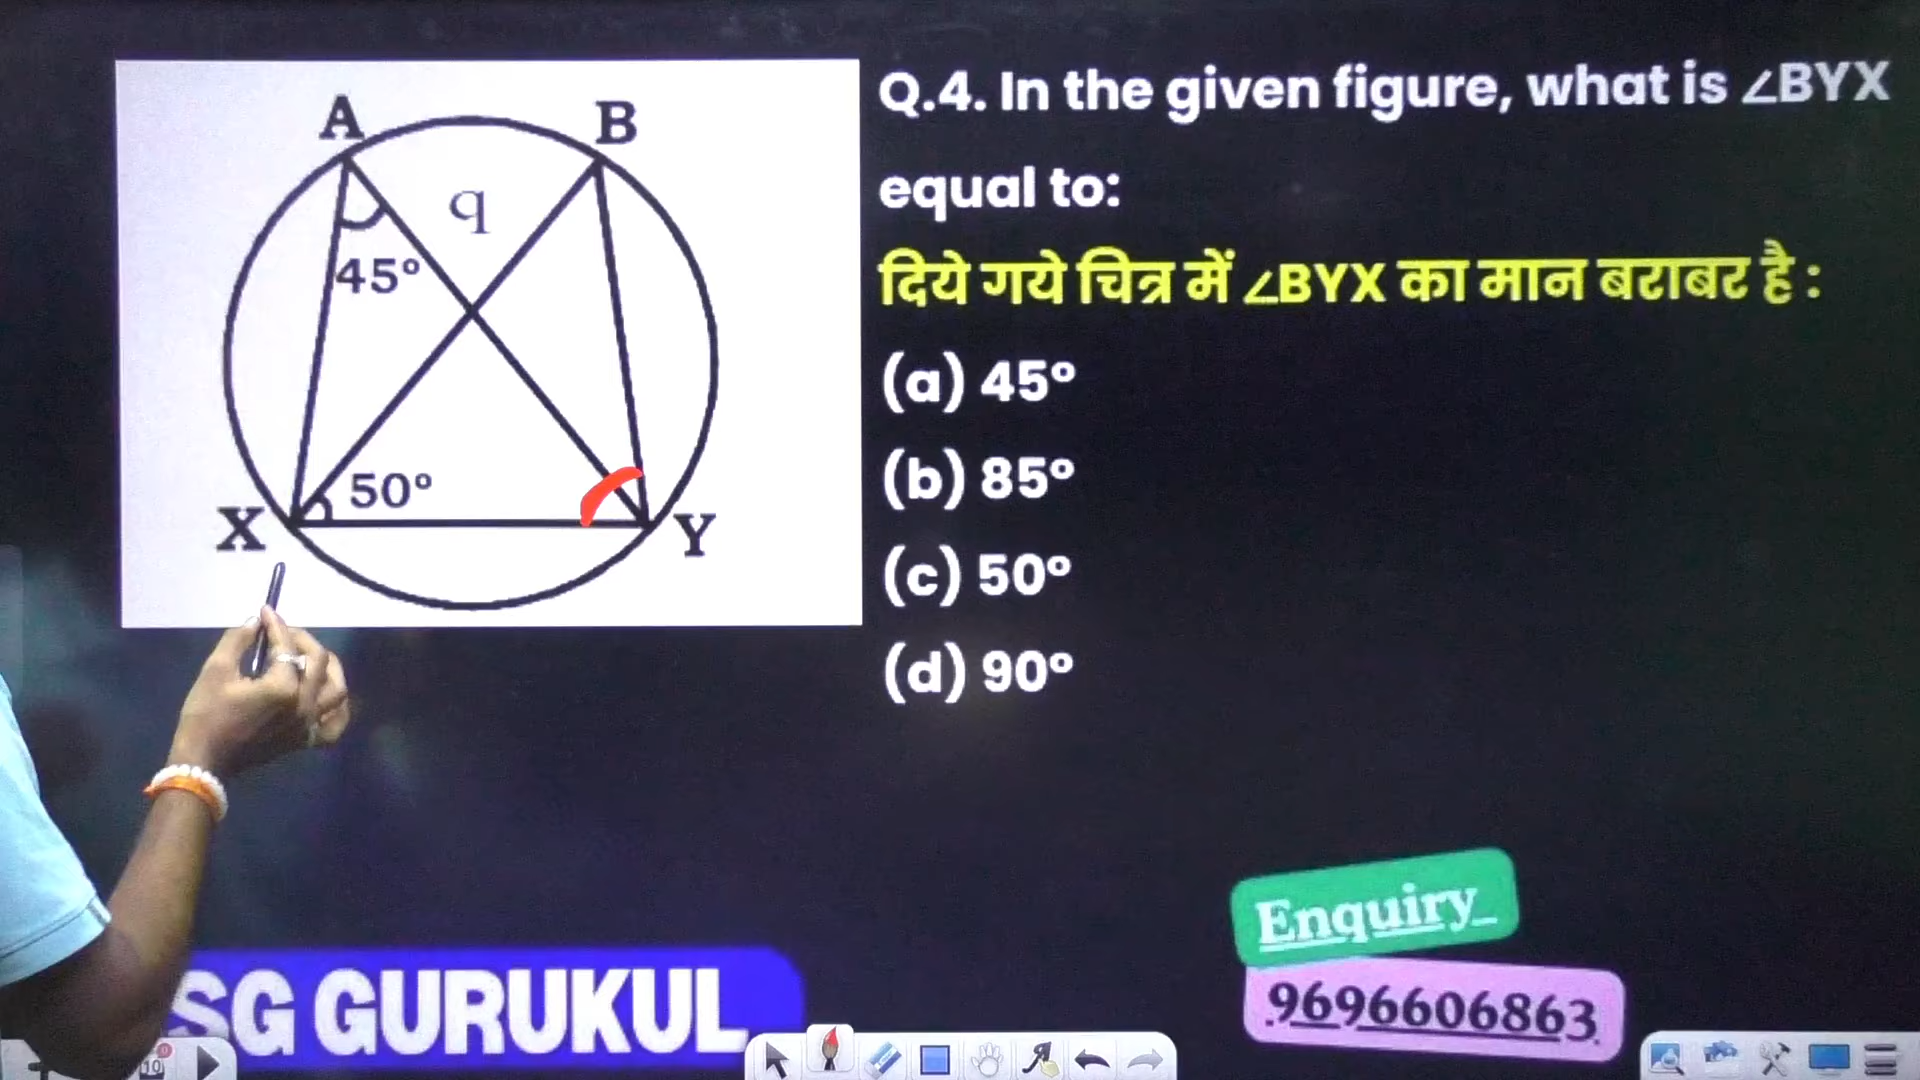 A
B
q
45°
50°
X
Y
Q.4. In the given figure, what is ∠BYX
equal to:
दिये गये चित्र में ∠BYX का मान बराबर है :
(a) 45°
(b) 85°
(c) 50°
(d) 90°
Enquiry
9696606863
SG GURUKUL
10